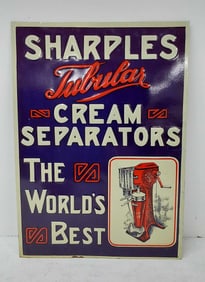 SHARPLES
Tubular
CREAM
SEPARATORS
THE
WORLD'S
BEST